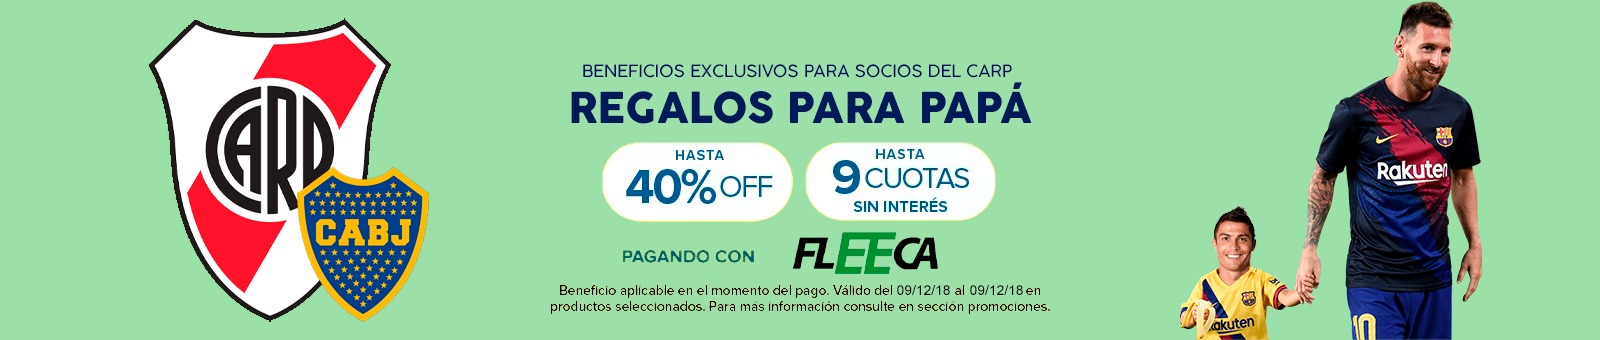 CARP
CABJ
BENEFICIOS EXCLUSIVOS PARA SOCIOS DEL CARP
REGALOS PARA PAPÁ
HASTA
40% OFF
HASTA
9 CUOTAS
SIN INTERÉS
PAGANDO CON
FLEECA
Beneficio aplicable en el momento del pago. Válido del 09/12/18 al 09/12/18 en
productos seleccionados. Para más información consulte en sección promociones.
Rakuten
Rakuten
10